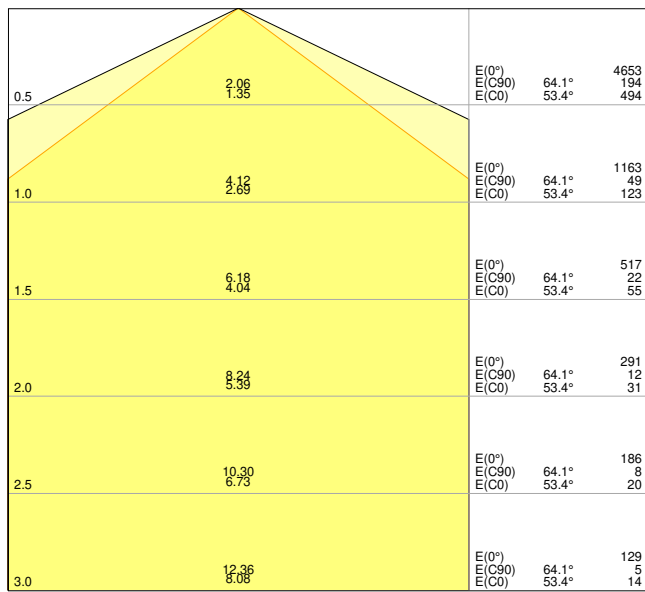 2.06
1.35
0.5
E(0°) 4653
E(C90) 64.1° 194
E(C0) 53.4° 494
4.12
2.69
1.0
E(0°) 1163
E(C90) 64.1° 49
E(C0) 53.4° 123
6.18
4.04
1.5
E(0°) 517
E(C90) 64.1° 22
E(C0) 53.4° 55
8.24
5.39
2.0
E(0°) 291
E(C90) 64.1° 12
E(C0) 53.4° 31
10.30
6.73
2.5
E(0°) 186
E(C90) 64.1° 8
E(C0) 53.4° 20
12.36
8.08
3.0
E(0°) 129
E(C90) 64.1° 5
E(C0) 53.4° 14